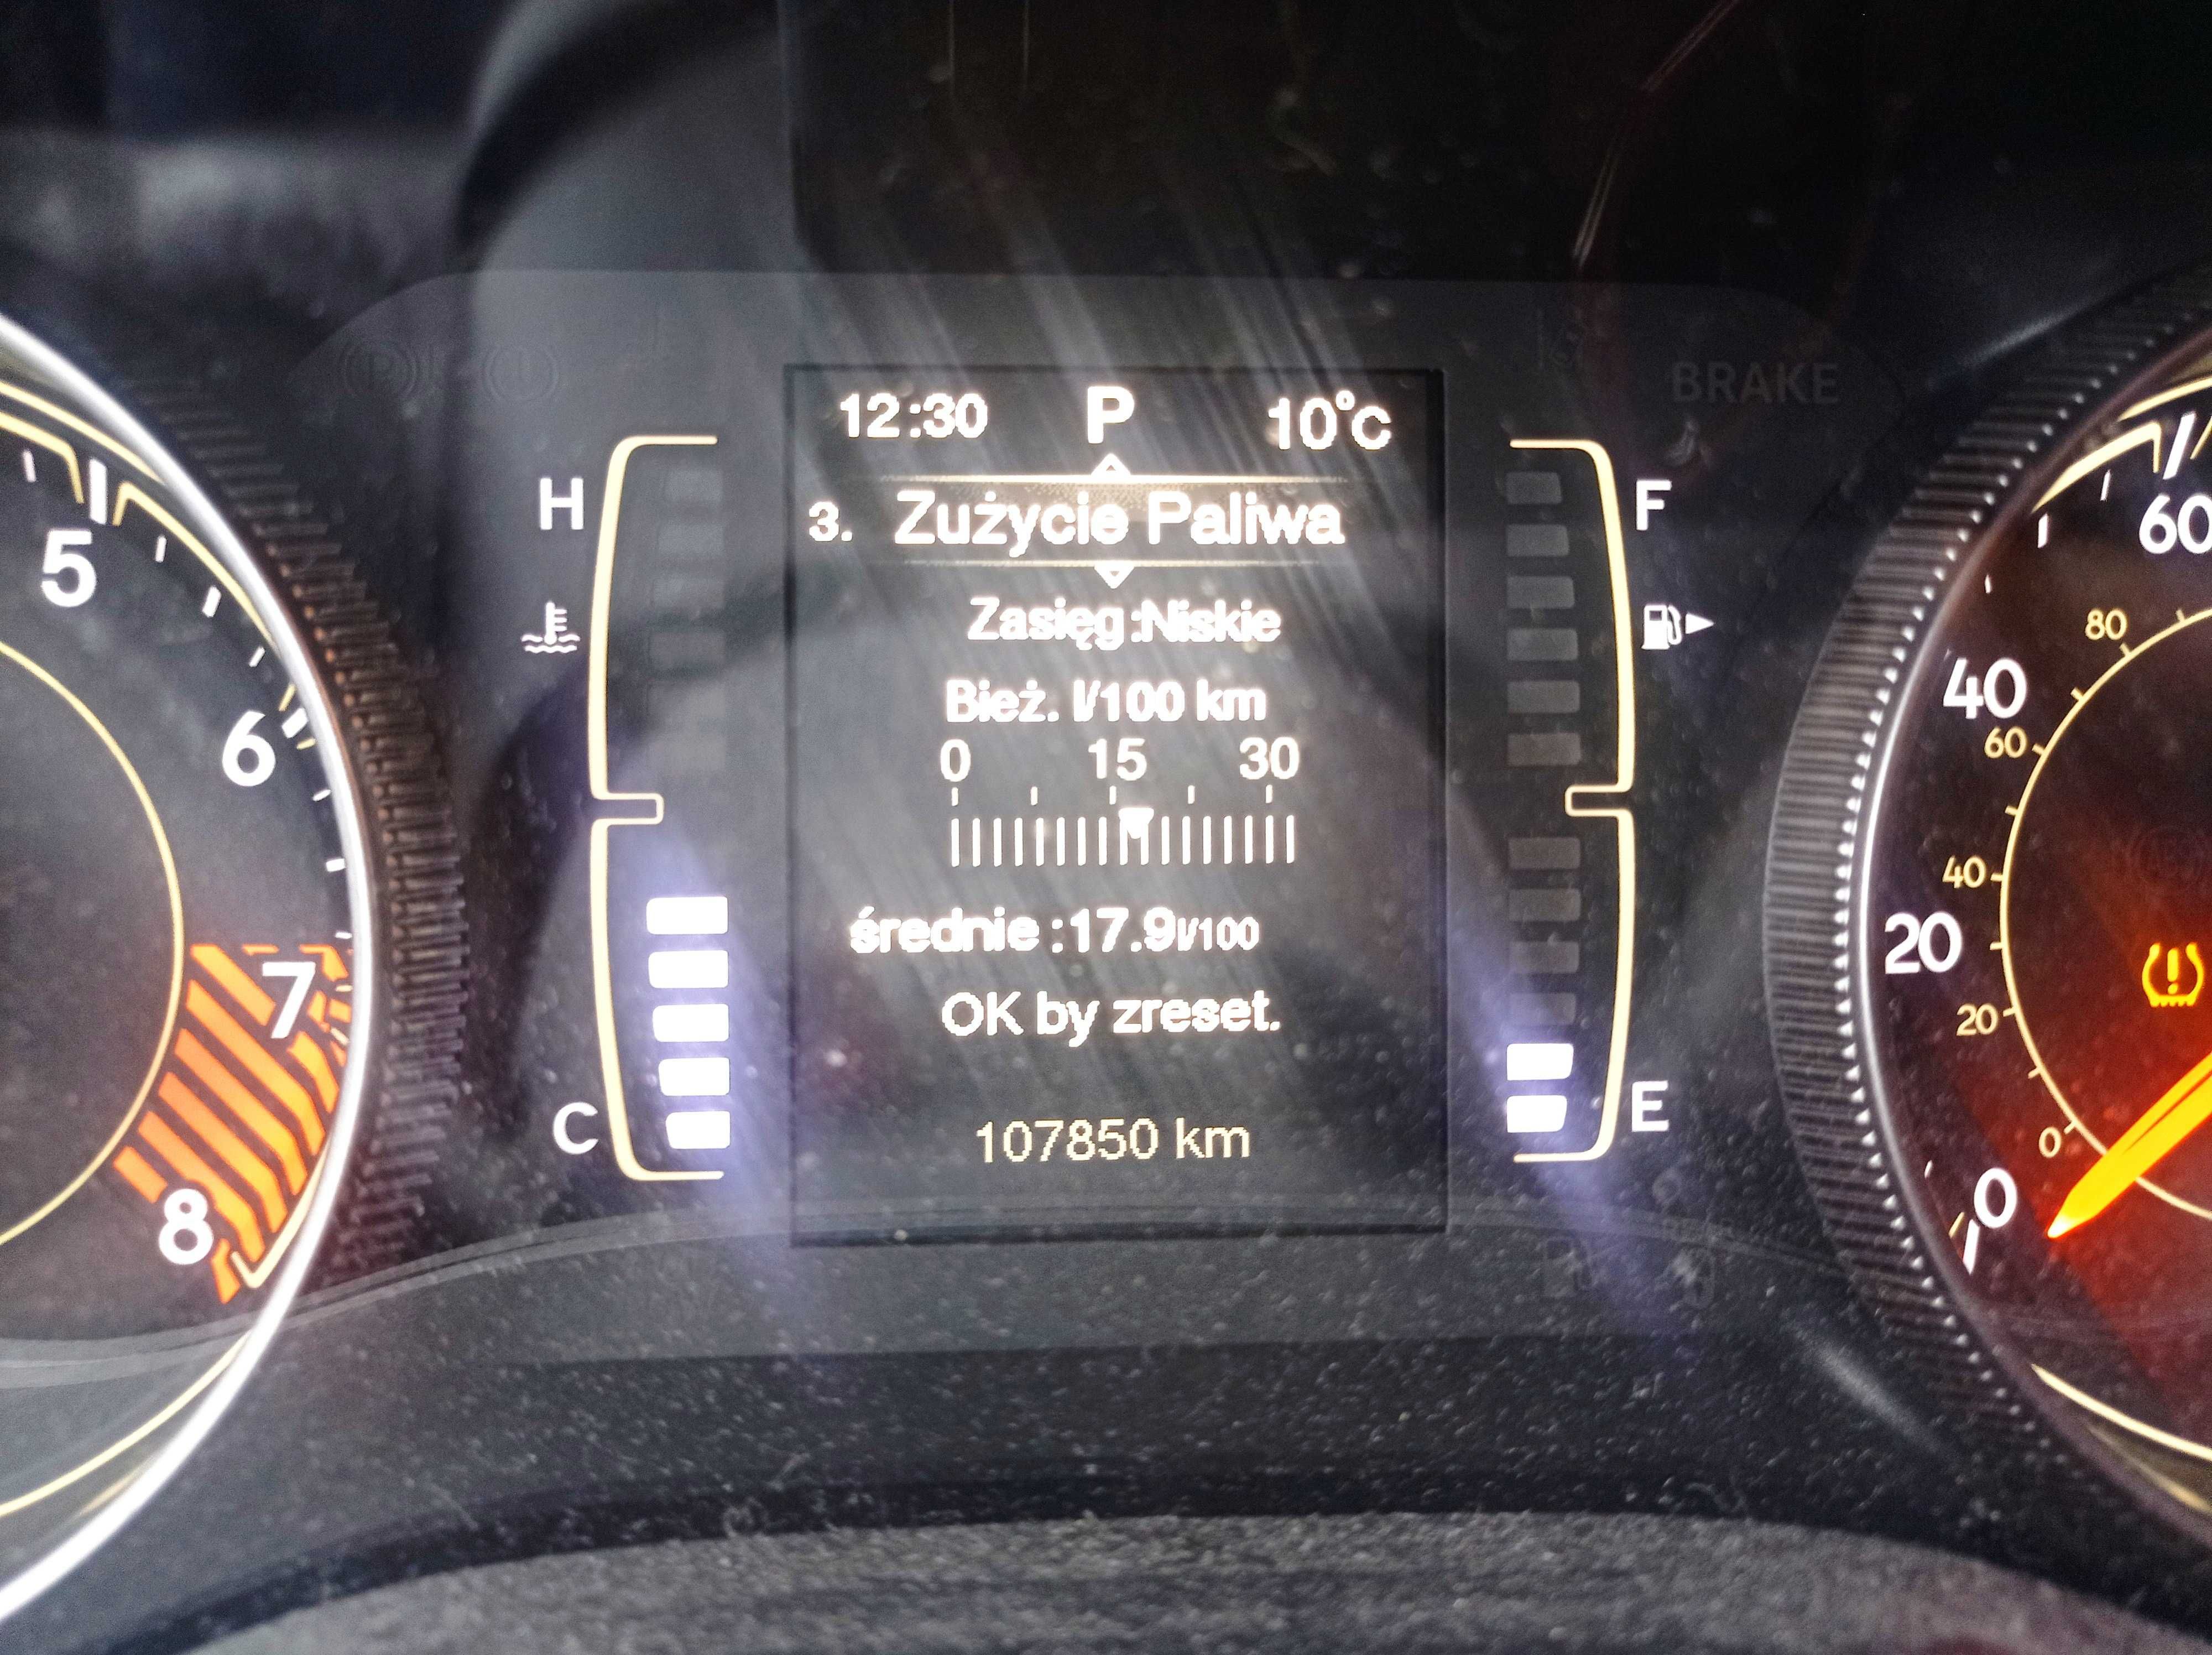 12:30 P 10°C
3. Zużycie Paliwa
Zasięg:Niskie
Bież. l/100 km
0 15 30
średnie :17.9l/100
OK by zreset.
107850 km
H
C
F
E
BRAKE
5
6
7
8
60
40
20
0
80
60
40
20
0